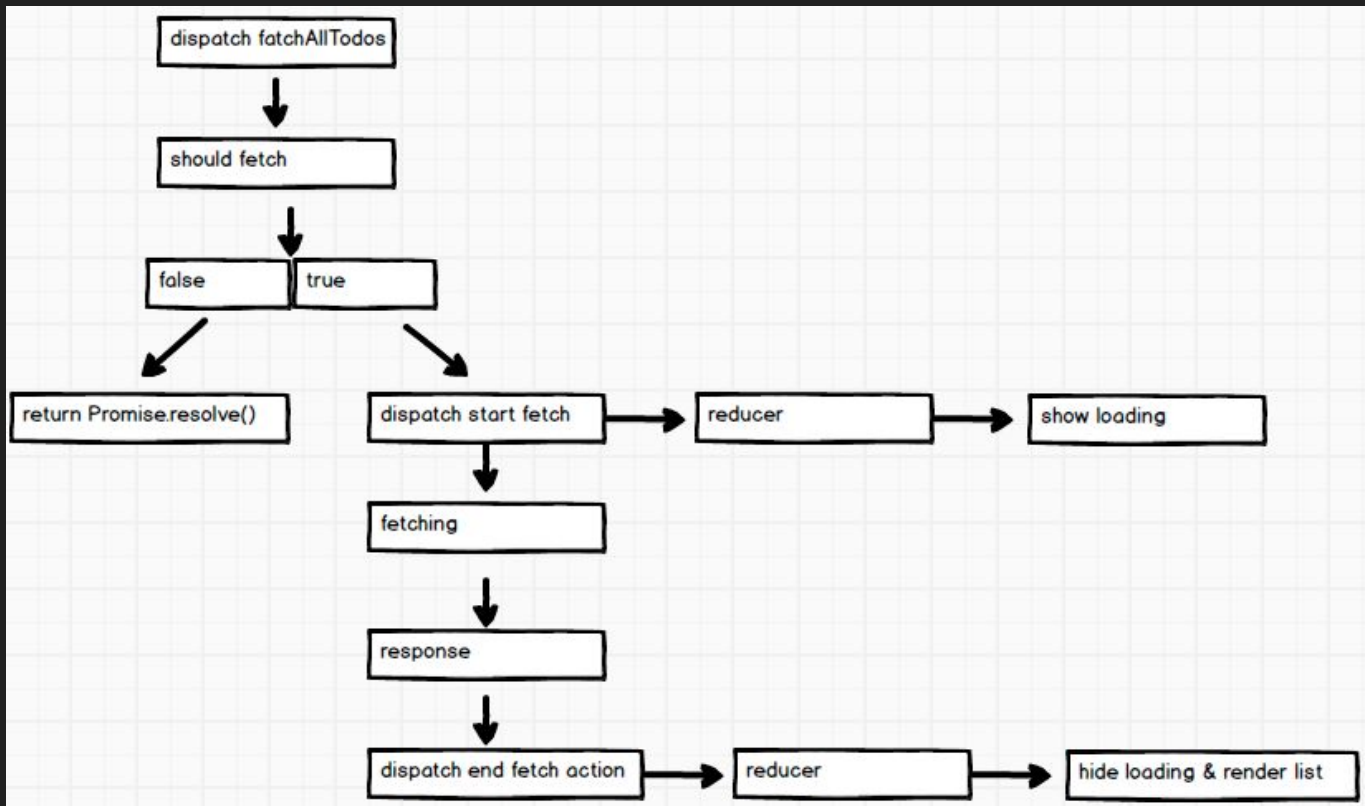 dispatch fatchAllTodos
should fetch
false
true
return Promise.resolve()
dispatch start fetch
reducer
show loading
fetching
response
dispatch end fetch action
reducer
hide loading & render list